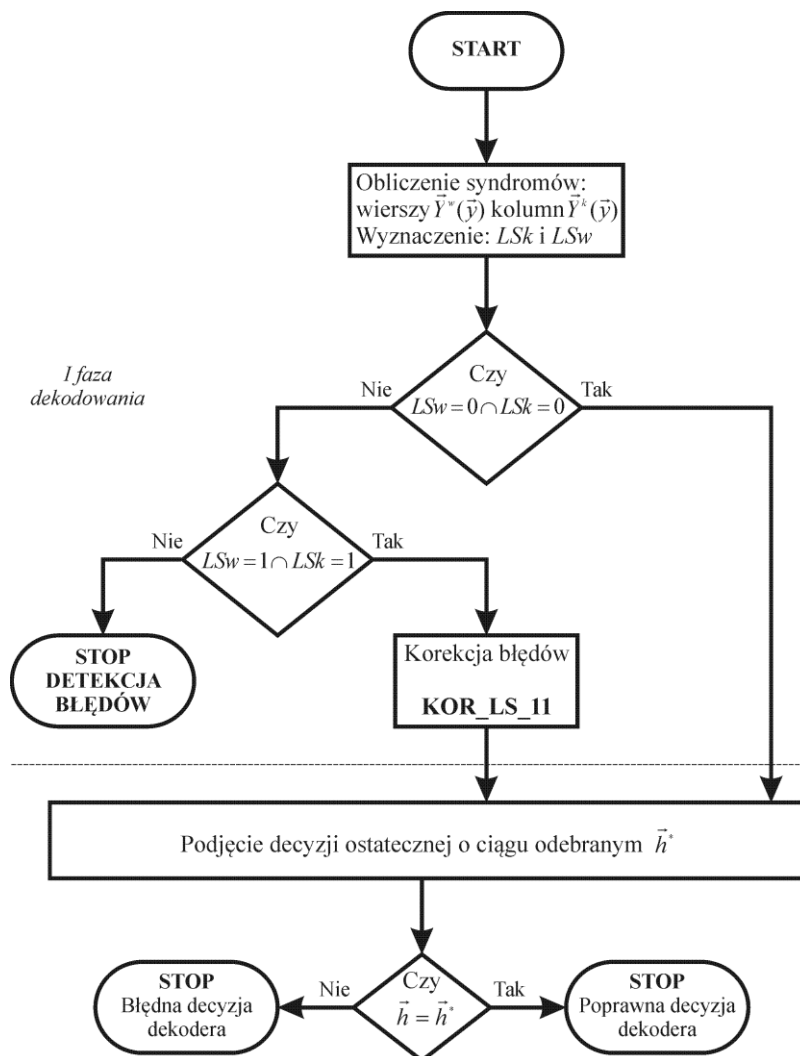 START
Obliczenie syndromów:
wierszy Y⃗ʷ(y⃗) kolumn Y⃗ᵏ(y⃗)
Wyznaczenie: LSk i LSw
I faza
dekodowania
Nie
Czy
LSw = 0 ∩ LSk = 0
Tak
Nie
Czy
LSw = 1 ∩ LSk = 1
Tak
STOP
DETEKCJA
BŁĘDÓW
Korekcja błędów
KOR_LS_11
Podjęcie decyzji ostatecznej o ciągu odebranym h⃗*
STOP
Błędna decyzja
dekodera
Nie
Czy
h⃗ = h⃗*
Tak
STOP
Poprawna decyzja
dekodera